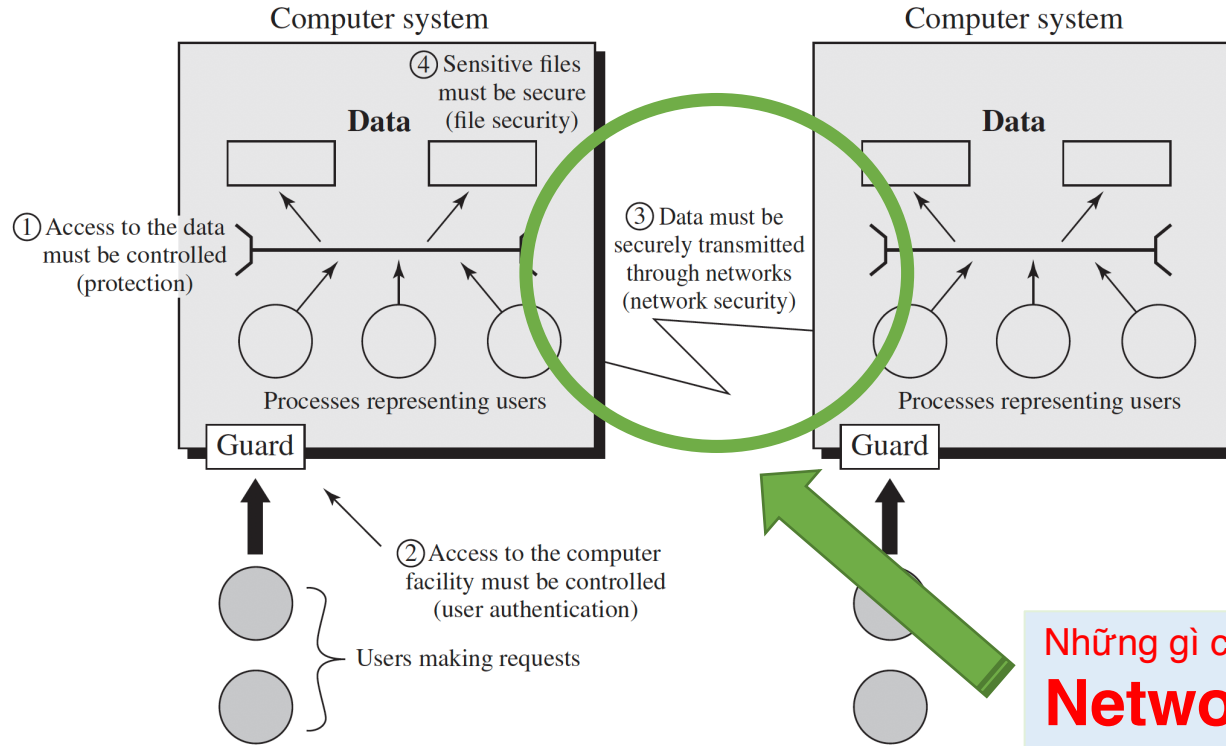 Computer system
Computer system
④ Sensitive files
must be secure
(file security)
Data
Data
① Access to the data
must be controlled
(protection)
③ Data must be
securely transmitted
through networks
(network security)
Processes representing users
Processes representing users
Guard
Guard
② Access to the computer
facility must be controlled
(user authentication)
Users making requests
Những gì